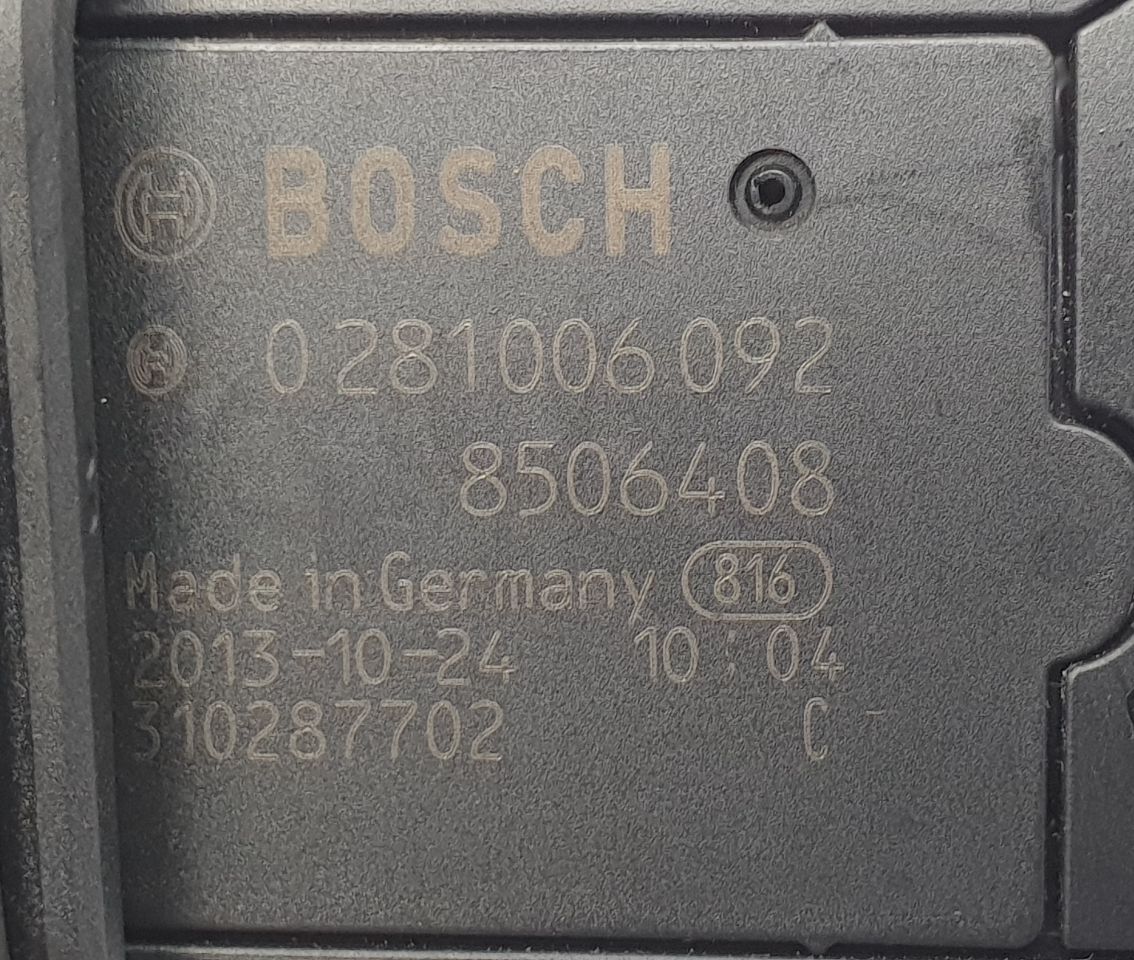 BOSCH
0 281 006 092
8506408
Made in Germany 816
2013-10-24 10:04
310287702 C